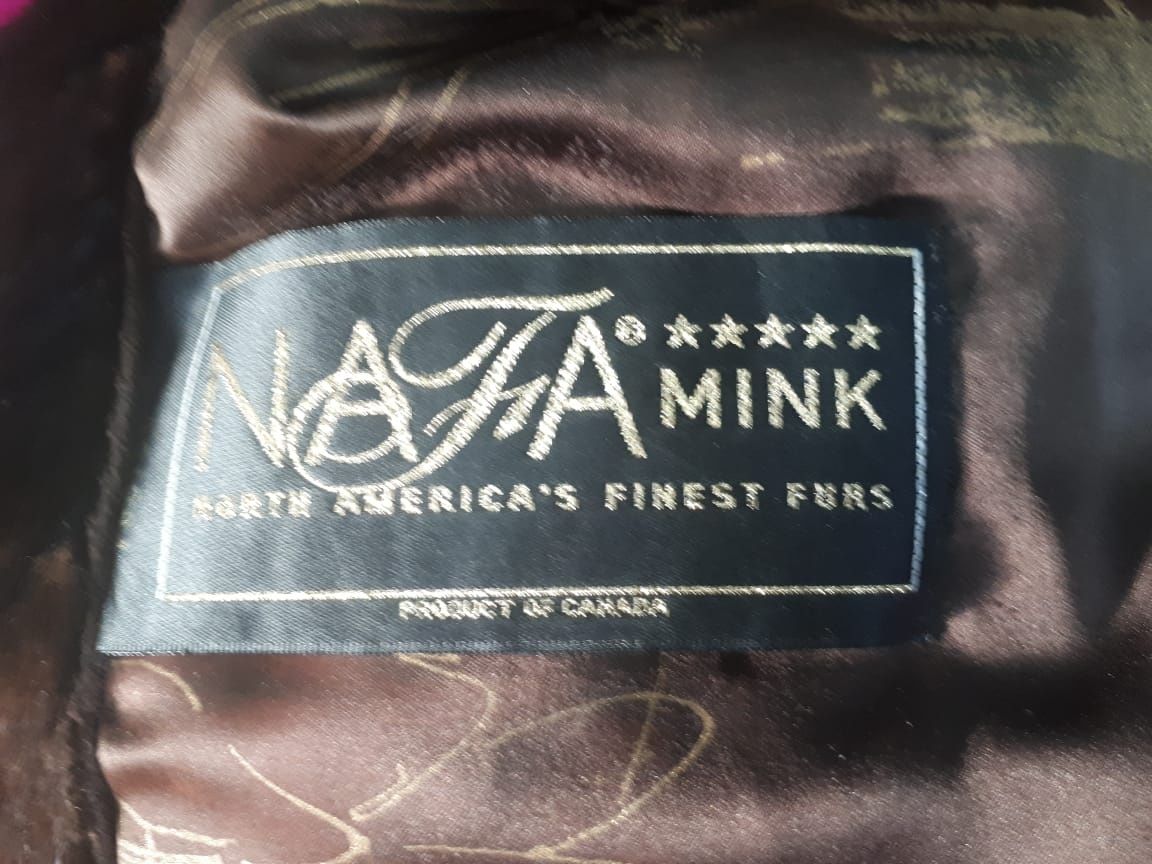 NAFA® ★★★★★
MINK
NORTH AMERICA'S FINEST FURS
PRODUCT OF CANADA